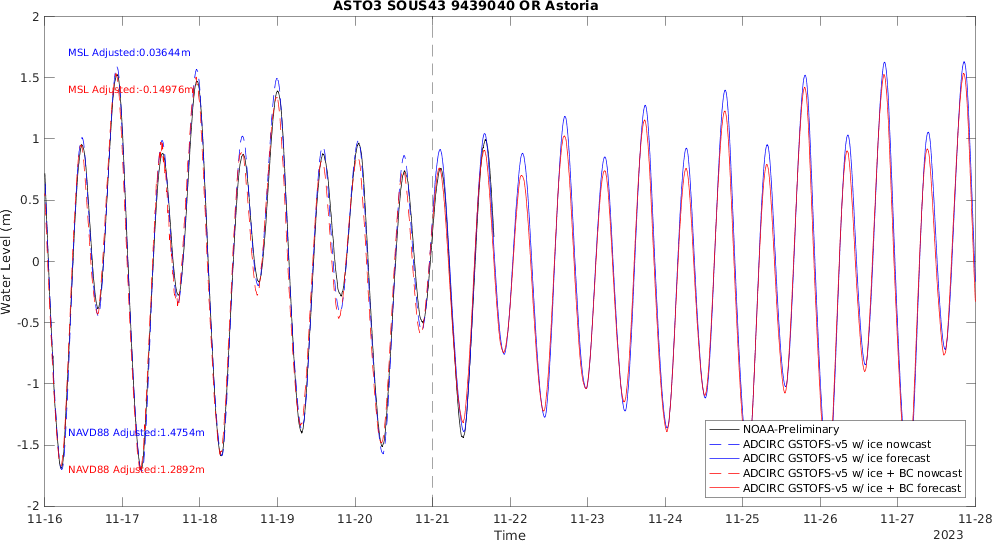 ASTO3 SOUS43 9439040 OR Astoria
MSL Adjusted:0.03644m
MSL Adjusted:-0.14976m
NAVD88 Adjusted:1.4754m
NAVD88 Adjusted:1.2892m
Water Level (m)
2
1.5
1
0.5
0
-0.5
-1
-1.5
-2
NOAA-Preliminary
ADCIRC GSTOFS-v5 w/ ice nowcast
ADCIRC GSTOFS-v5 w/ ice forecast
ADCIRC GSTOFS-v5 w/ ice + BC nowcast
ADCIRC GSTOFS-v5 w/ ice + BC forecast
11-16 11-17 11-18 11-19 11-20 11-21 11-22 11-23 11-24 11-25 11-26 11-27 11-28
Time
2023